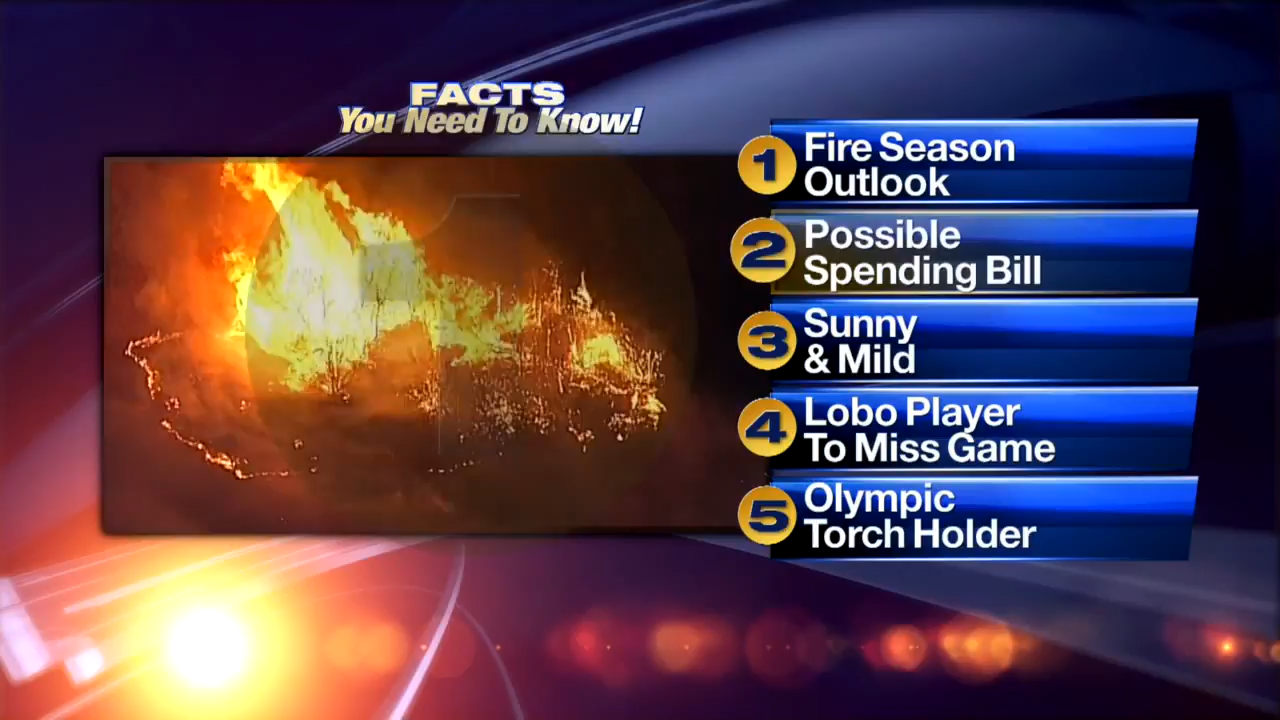 FACTS
You Need To Know!
1 Fire Season
Outlook
2 Possible
Spending Bill
3 Sunny
& Mild
4 Lobo Player
To Miss Game
5 Olympic
Torch Holder